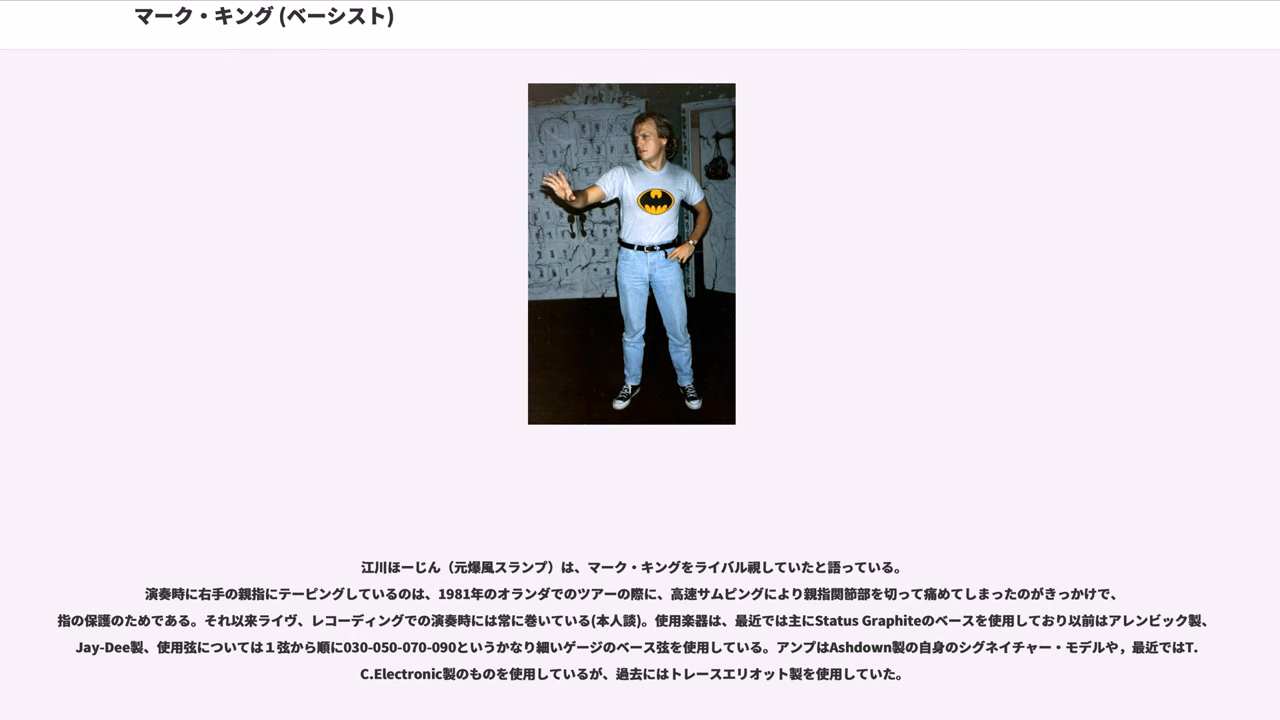 マーク・キング (ベーシスト)
江川ほーじん（元爆風スランプ）は、マーク・キングをライバル視していたと語っている。
演奏時に右手の親指にテーピングしているのは、1981年のオランダでのツアーの際に、高速サムピングにより親指関節部を切って痛めてしまったのがきっかけで、
指の保護のためである。それ以来ライヴ、レコーディングでの演奏時には常に巻いている(本人談)。使用楽器は、最近では主にStatus Graphiteのベースを使用しており以前はアレンビック製、
Jay-Dee製、使用弦については１弦から順に030-050-070-090というかなり細いゲージのベース弦を使用している。アンプはAshdown製の自身のシグネイチャー・モデルや，最近ではT.
C.Electronic製のものを使用しているが、過去にはトレースエリオット製を使用していた。